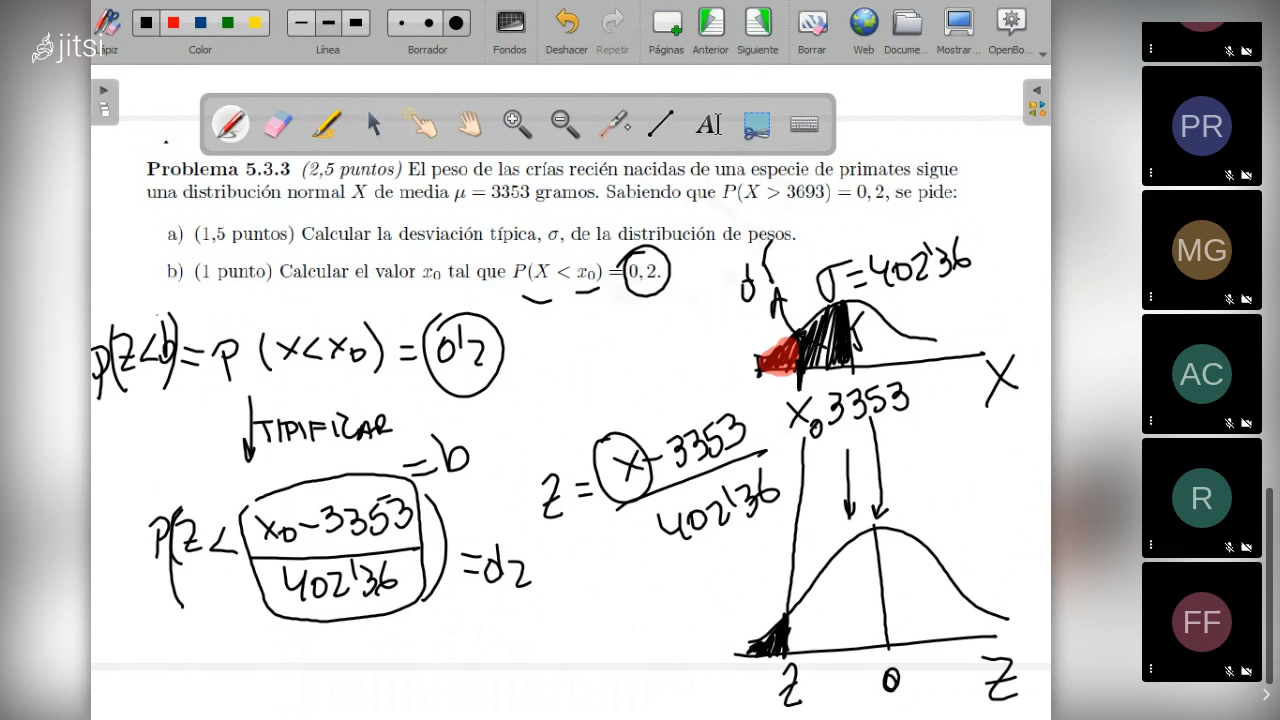 jitsi
Lápiz
Color
Línea
Borrador
Fondos
Deshacer
Repetir
Páginas
Anterior
Siguiente
Borrar
Web
Docume...
Mostrar...
OpenBo...
Problema 5.3.3 (2,5 puntos) El peso de las crías recién nacidas de una especie de primates sigue
una distribución normal X de media μ = 3353 gramos. Sabiendo que P(X > 3693) = 0, 2, se pide:
a) (1,5 puntos) Calcular la desviación típica, σ, de la distribución de pesos.
b) (1 punto) Calcular el valor x₀ tal que P(X < x₀) = 0, 2.
σ = 402'36
P(Z<b) = P (X<X₀) = 0'2
X
X₀ 3353
TIPIFICAR
= b
P(Z < (X₀ - 3353
402'36) = 0'2
Z = X - 3353
402'36
Z
0
Z
PR
MG
AC
R
FF